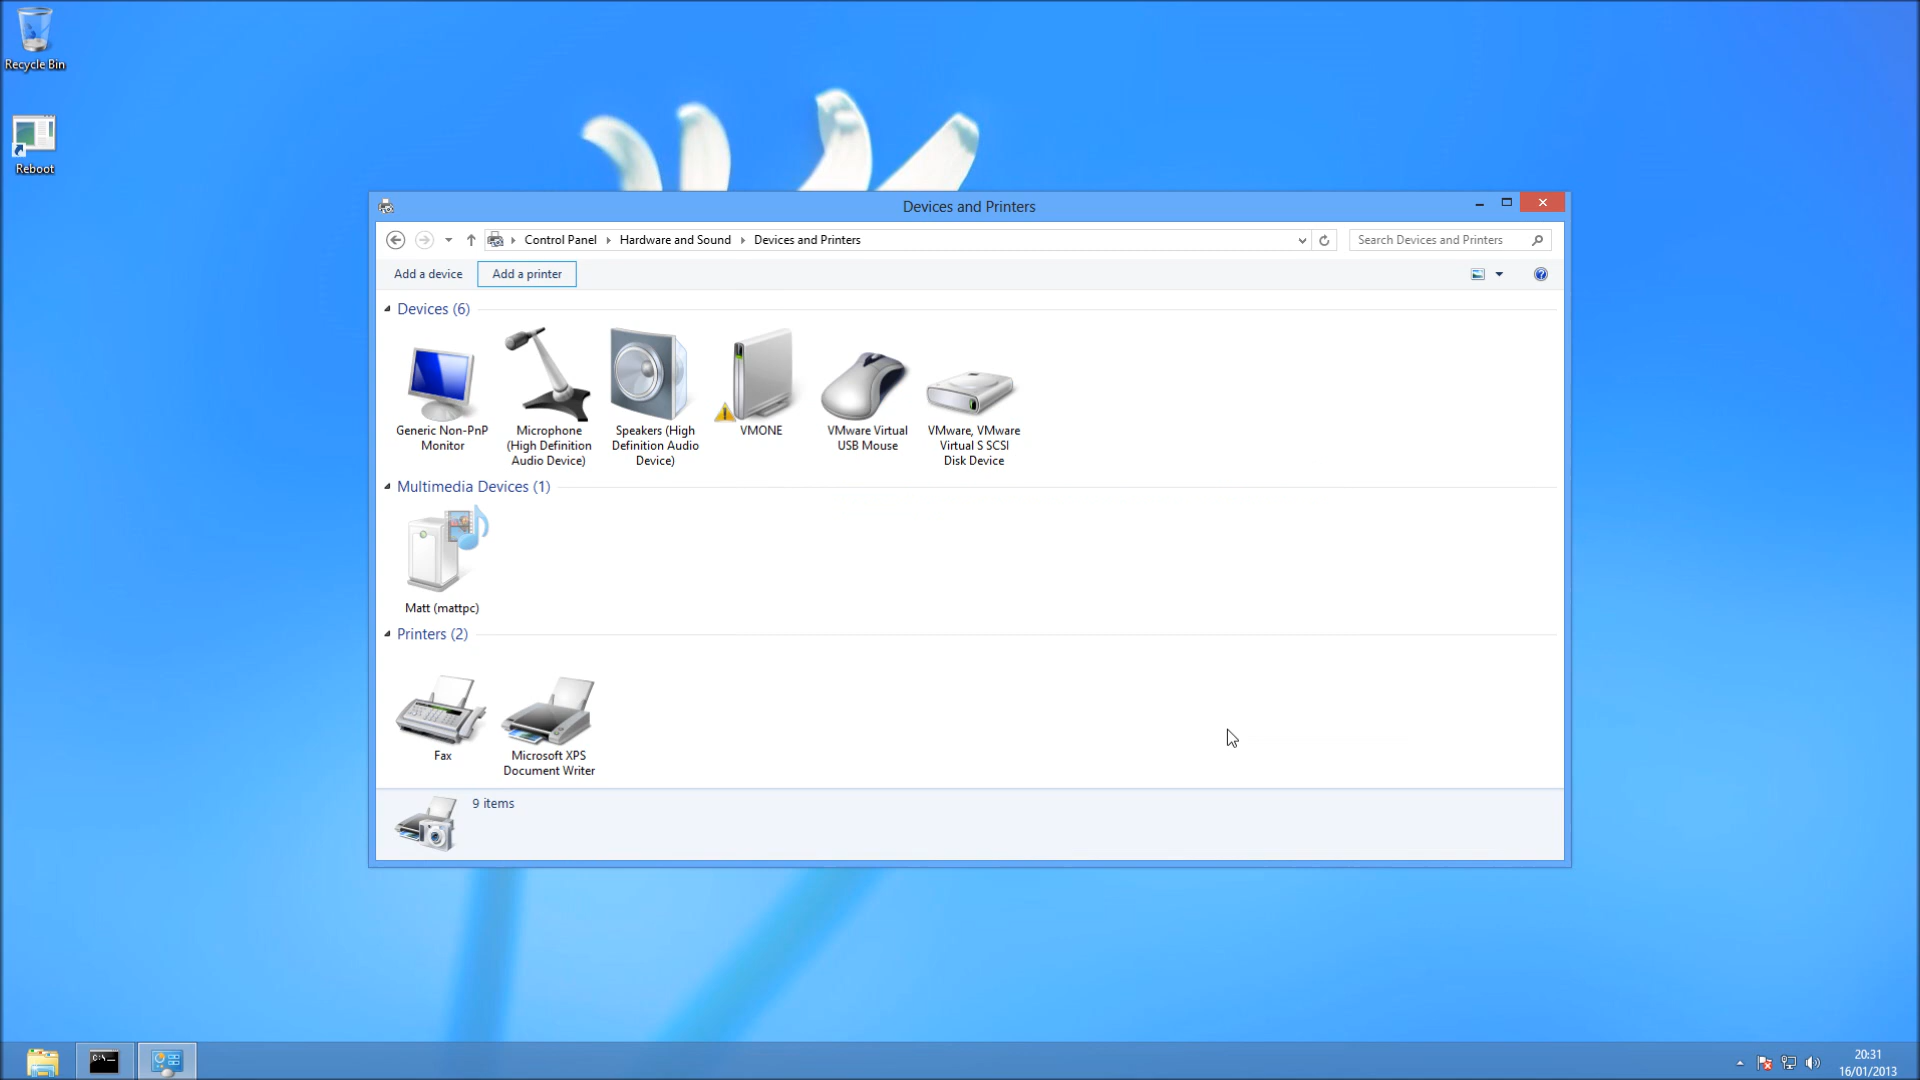 Recycle Bin
Reboot
Devices and Printers
Control Panel
Hardware and Sound
Devices and Printers
Search Devices and Printers
Add a device
Add a printer
Devices (6)
Generic Non-PnP
Monitor
Microphone
(High Definition
Audio Device)
Speakers (High
Definition Audio
Device)
VMONE
VMware Virtual
USB Mouse
VMware, VMware
Virtual S SCSI
Disk Device
Multimedia Devices (1)
Matt (mattpc)
Printers (2)
Fax
Microsoft XPS
Document Writer
9 items
C:\
20:31
16/01/2013